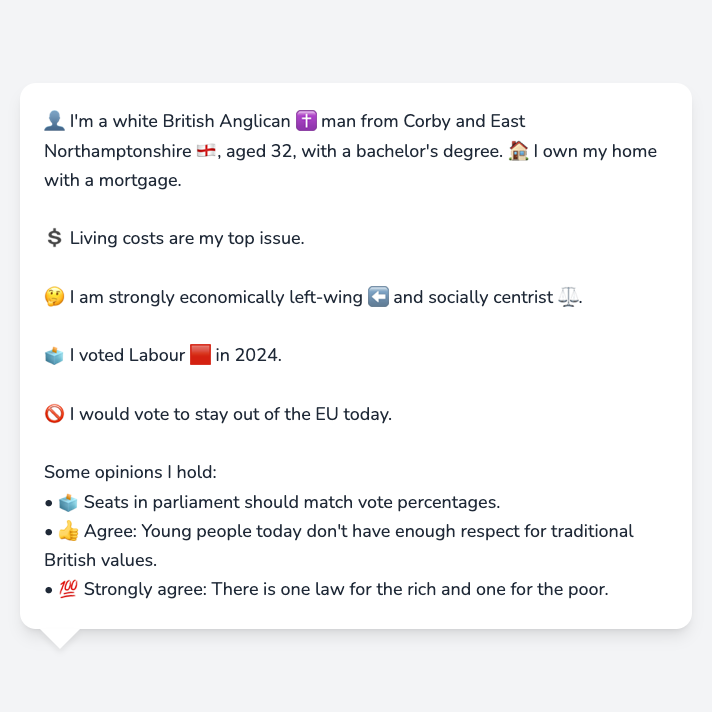 👤 I'm a white British Anglican ✝️ man from Corby and East
Northamptonshire 🏴󠁧󠁢󠁥󠁮󠁧󠁿, aged 32, with a bachelor's degree. 🏠 I own my home
with a mortgage.
💲 Living costs are my top issue.
🤔 I am strongly economically left-wing ⬅️ and socially centrist ⚖️.
🗳️ I voted Labour 🟥 in 2024.
🚫 I would vote to stay out of the EU today.
Some opinions I hold:
• 🗳️ Seats in parliament should match vote percentages.
• 👍 Agree: Young people today don't have enough respect for traditional
British values.
• 💯 Strongly agree: There is one law for the rich and one for the poor.